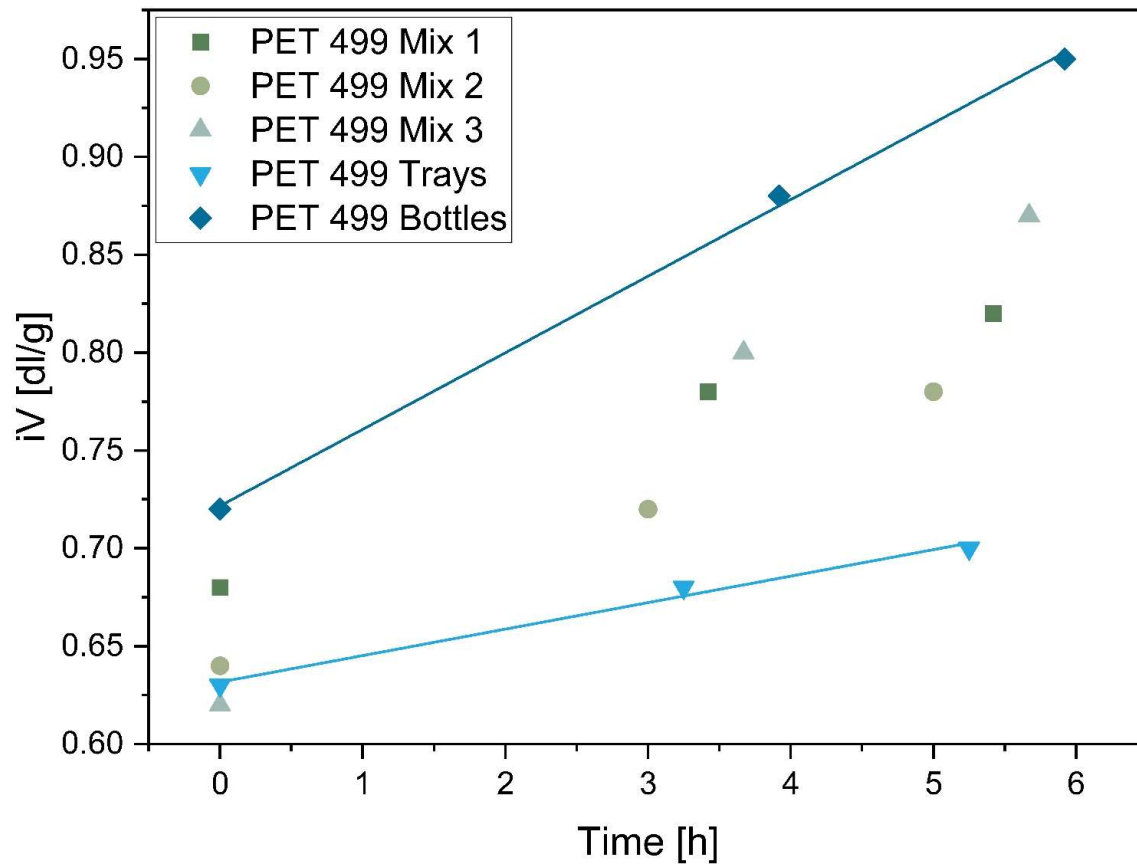 PET 499 Mix 1
PET 499 Mix 2
PET 499 Mix 3
PET 499 Trays
PET 499 Bottles
0.95
0.90
0.85
0.80
0.75
0.70
0.65
0.60
iV [dl/g]
0 1 2 3 4 5 6
Time [h]